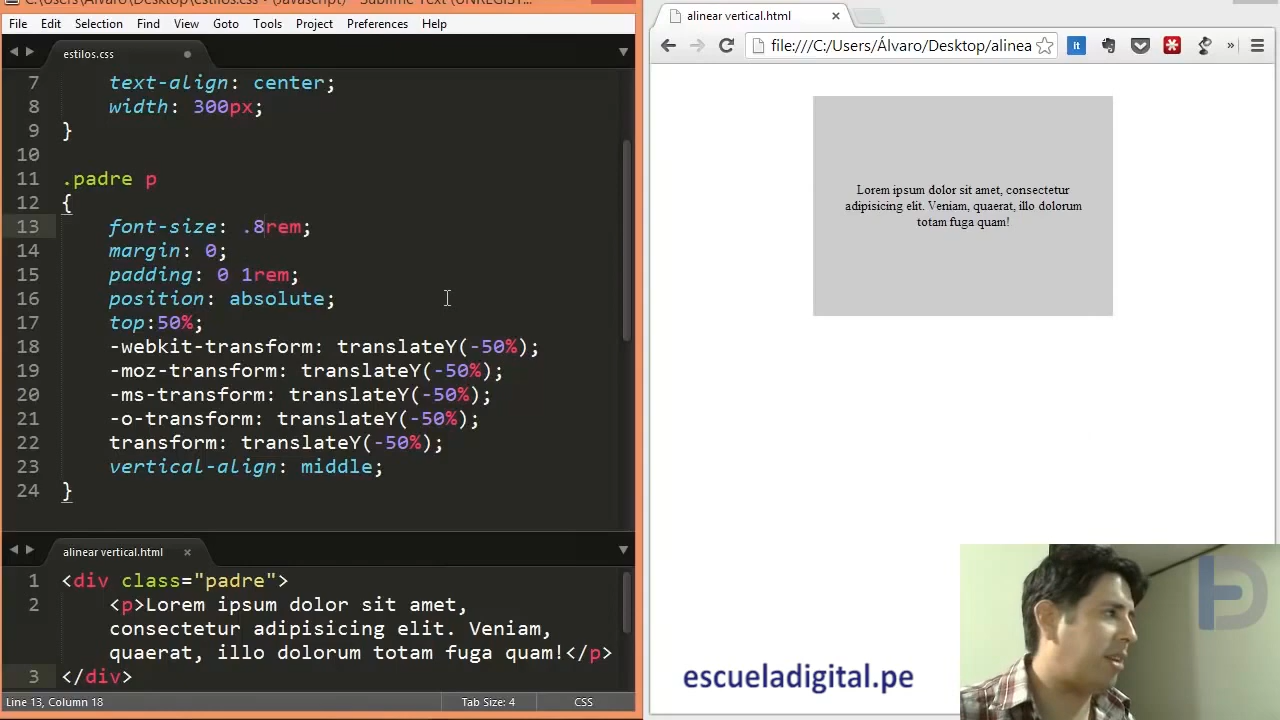 C:\Users\Álvaro\Desktop\estilos.css • (JavaScript) - Sublime Text (UNREGIST...
File Edit Selection Find View Goto Tools Project Preferences Help
estilos.css
7 text-align: center;
8 width: 300px;
9 }
10
11 .padre p
12 {
13 font-size: .8rem;
14 margin: 0;
15 padding: 0 1rem;
16 position: absolute;
17 top:50%;
18 -webkit-transform: translateY(-50%);
19 -moz-transform: translateY(-50%);
20 -ms-transform: translateY(-50%);
21 -o-transform: translateY(-50%);
22 transform: translateY(-50%);
23 vertical-align: middle;
24 }
alinear vertical.html
1 <div class="padre">
2 <p>Lorem ipsum dolor sit amet,
consectetur adipisicing elit. Veniam,
quaerat, illo dolorum totam fuga quam!</p>
3 </div>
Line 13, Column 18 Tab Size: 4 CSS
alinear vertical.html
file:///C:/Users/Álvaro/Desktop/alinea
it
»
Lorem ipsum dolor sit amet, consectetur
adipisicing elit. Veniam, quaerat, illo dolorum
totam fuga quam!
escueladigital.pe